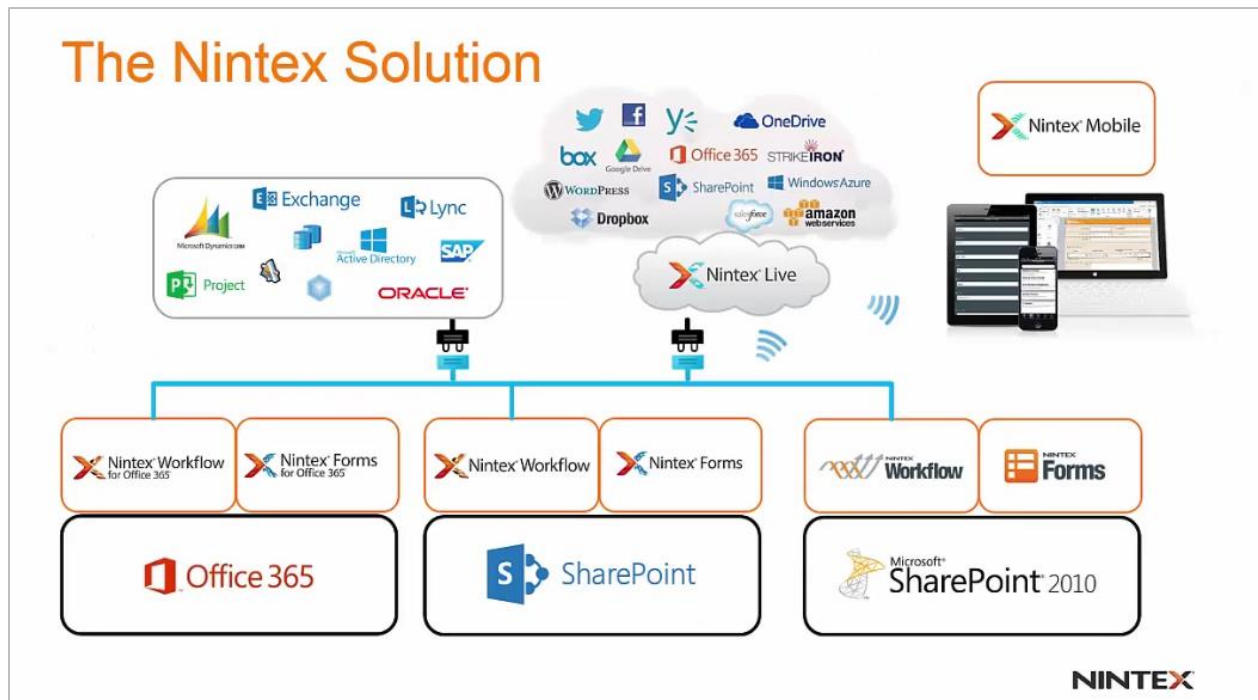 The Nintex Solution
OneDrive
box
Google Drive
Office 365
STRIKEIRON
WORDPRESS
SharePoint
Windows Azure
Dropbox
salesforce
amazon
web services
Nintex Live
Nintex Mobile
Exchange
Lync
Microsoft Dynamics CRM
Microsoft
Active Directory
SAP
Project
ORACLE
Nintex Workflow
for Office 365
Nintex Forms
for Office 365
Nintex Workflow
Nintex Forms
NINTEX
Workflow
NINTEX
Forms
Office 365
SharePoint
Microsoft
SharePoint 2010
NINTEX